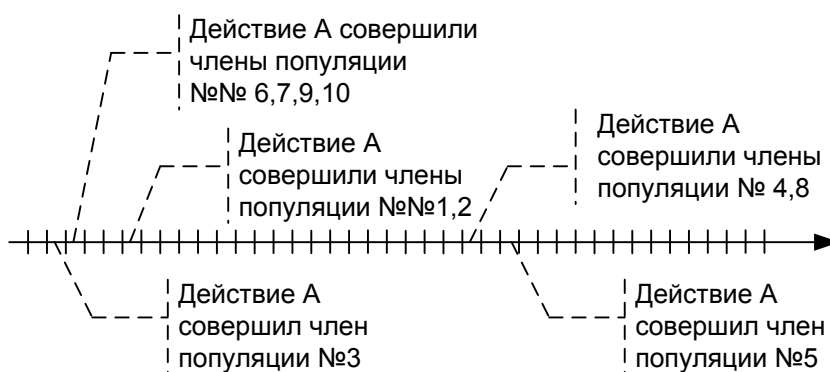 Действие А совершили
члены популяции
№№ 6,7,9,10
Действие А
совершили члены
популяции №№1,2
Действие А
совершили члены
популяции № 4,8
Действие А
совершил член
популяции №3
Действие А
совершил член
популяции №5